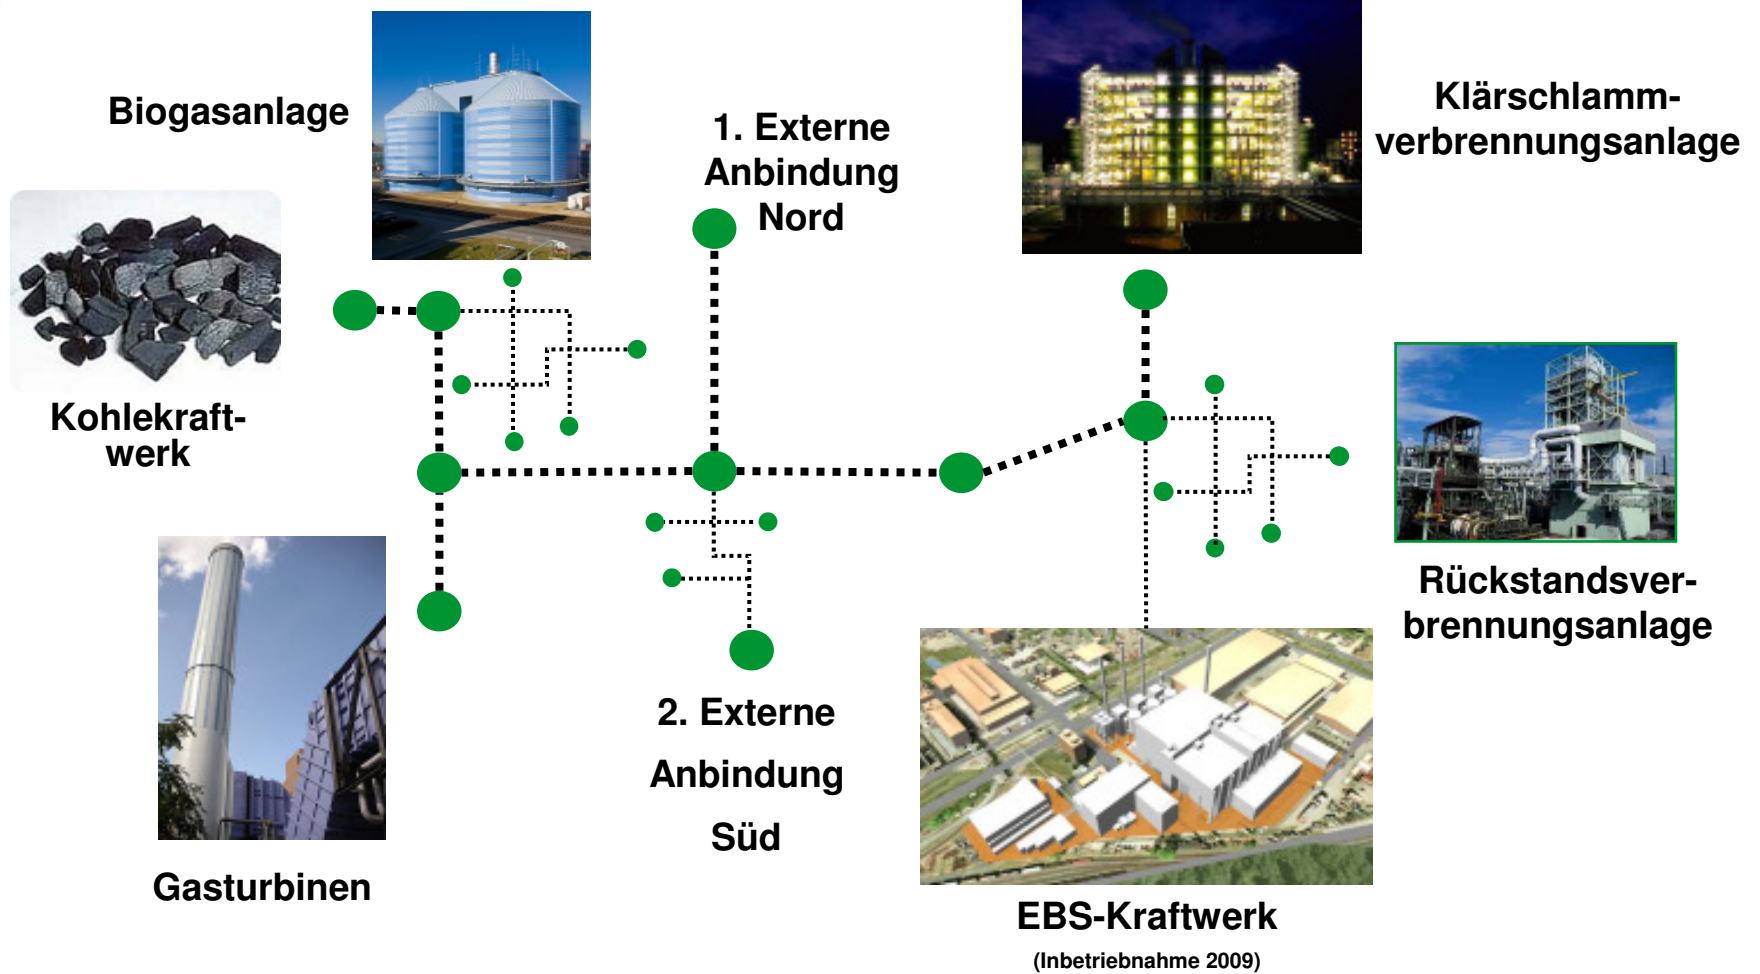 Biogasanlage
1. Externe
Anbindung
Nord
Klärschlamm-
verbrennungsanlage
Kohlekraft-
werk
Rückstandsver-
brennungsanlage
2. Externe
Anbindung
Süd
Gasturbinen
EBS-Kraftwerk
(Inbetriebnahme 2009)